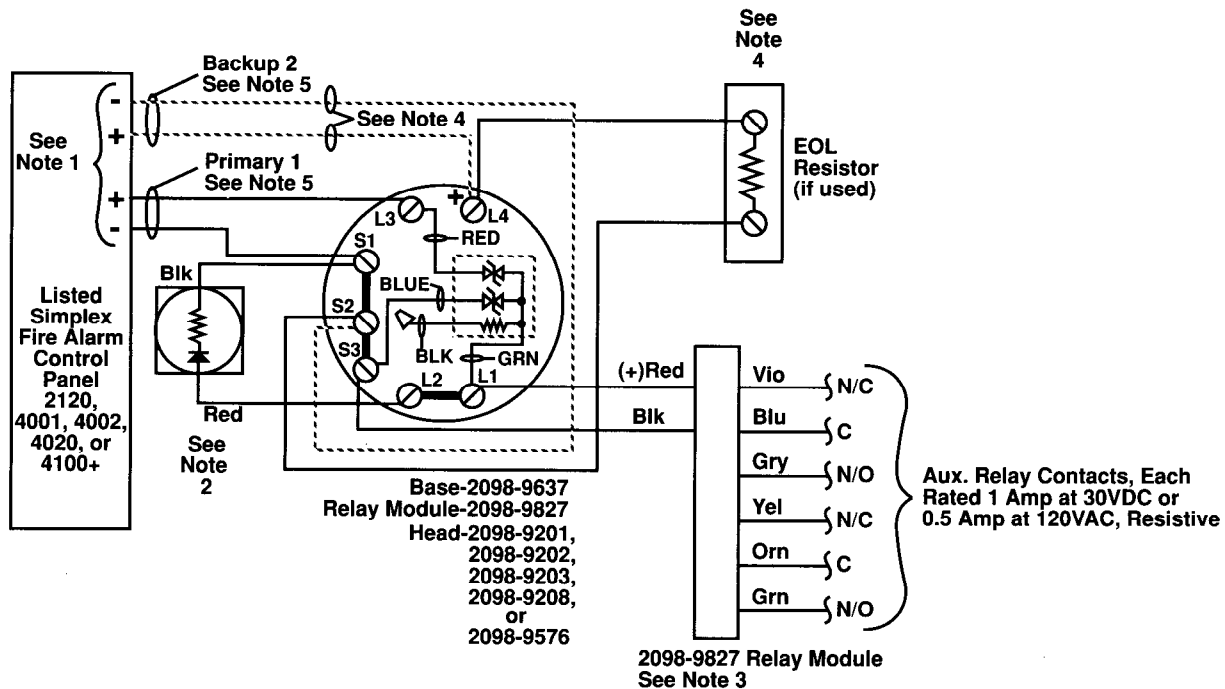 Backup 2
See Note 5
See Note 4
See
Note 1
-
+
+
-
Primary 1
See Note 5
See
Note
4
EOL
Resistor
(if used)
+
L3
L4
RED
S1
BLUE
S2
BLK
S3
GRN
L2
L1
Blk
Red
See
Note
2
Listed
Simplex
Fire Alarm
Control
Panel
2120,
4001, 4002,
4020, or
4100+
Base-2098-9637
Relay Module-2098-9827
Head-2098-9201,
2098-9202,
2098-9203,
2098-9208,
or
2098-9576
(+)Red
Blk
Vio
N/C
Blu
C
Gry
N/O
Yel
N/C
Orn
C
Grn
N/O
Aux. Relay Contacts, Each
Rated 1 Amp at 30VDC or
0.5 Amp at 120VAC, Resistive
2098-9827 Relay Module
See Note 3